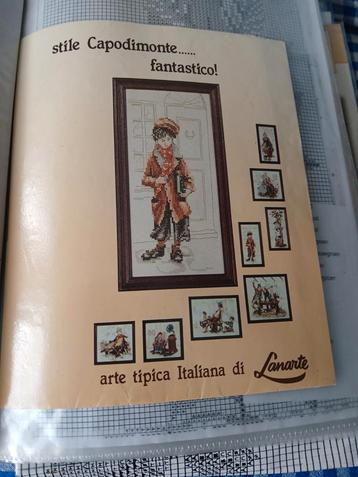 stile Capodimonte......
fantastico!
arte tipica Italiana di Lanarte